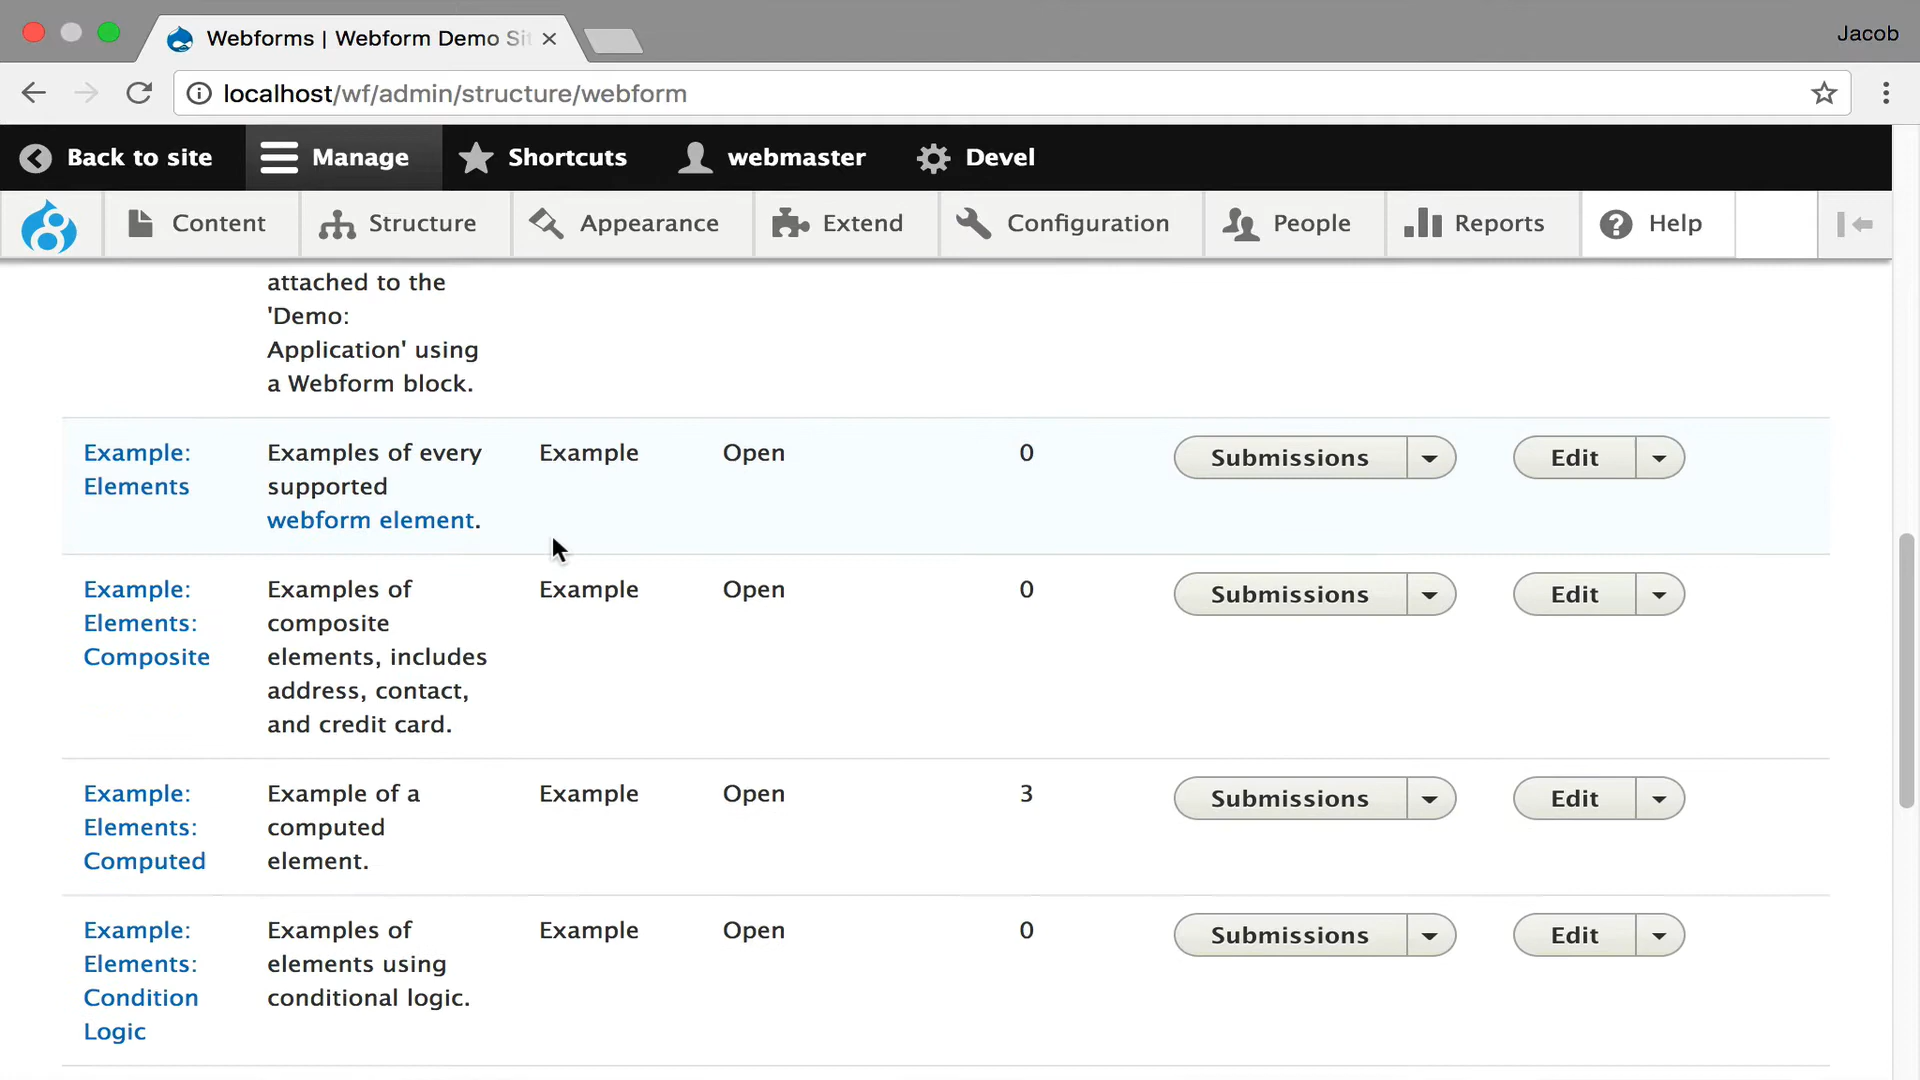 Webforms | Webform Demo Si
Jacob
localhost/wf/admin/structure/webform
Back to site Manage Shortcuts webmaster Devel
Content Structure Appearance Extend Configuration People Reports Help
attached to the
'Demo:
Application' using
a Webform block.
Example: Examples of every Example Open 0 Submissions Edit
Elements supported
webform element.
Example: Examples of Example Open 0 Submissions Edit
Elements: composite
Composite elements, includes
address, contact,
and credit card.
Example: Example of a Example Open 3 Submissions Edit
Elements: computed
Computed element.
Example: Examples of Example Open 0 Submissions Edit
Elements: elements using
Condition conditional logic.
Logic